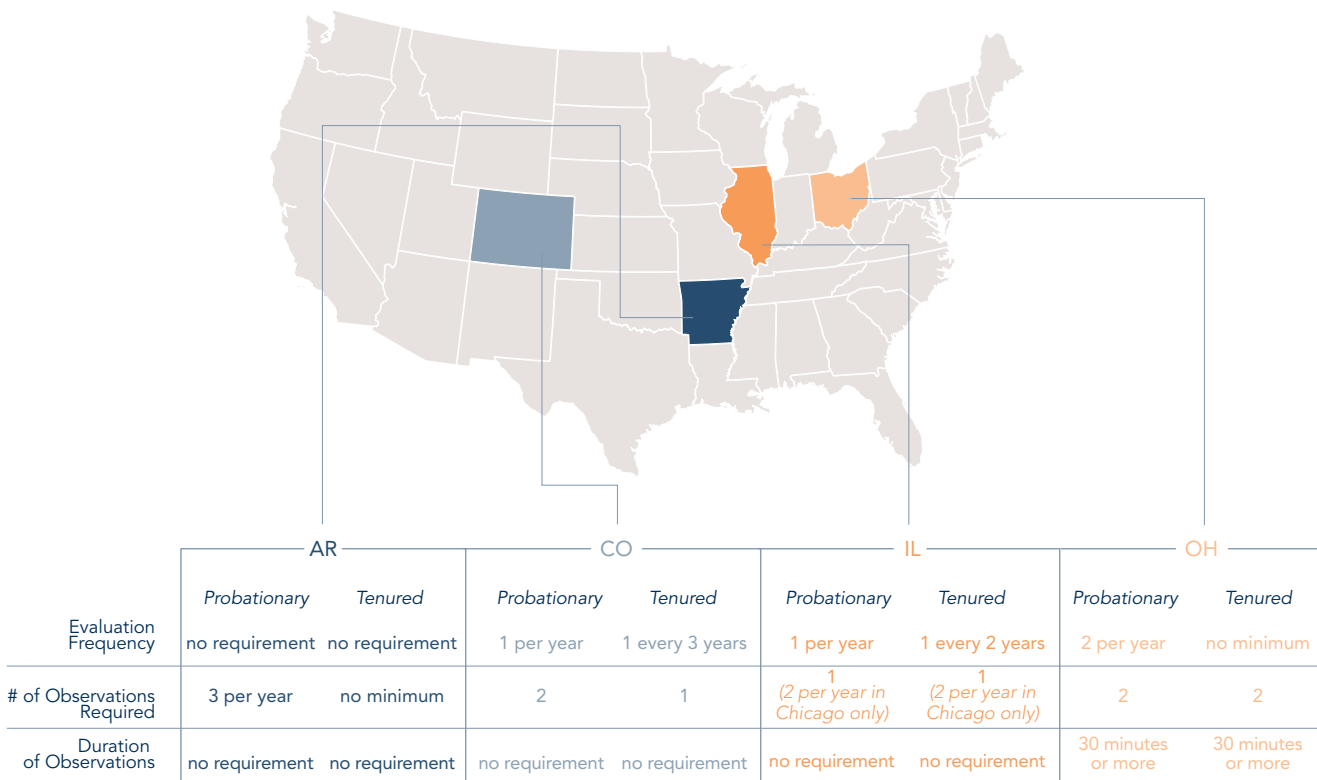 AR CO IL OH
Probationary Tenured Probationary Tenured Probationary Tenured Probationary Tenured
Evaluation
Frequency
no requirement no requirement 1 per year 1 every 3 years 1 per year 1 every 2 years 2 per year no minimum
# of Observations
Required
3 per year no minimum 2 1
1
(2 per year in
Chicago only)
1
(2 per year in
Chicago only)
2 2
Duration
of Observations
no requirement no requirement no requirement no requirement no requirement no requirement
30 minutes
or more
30 minutes
or more